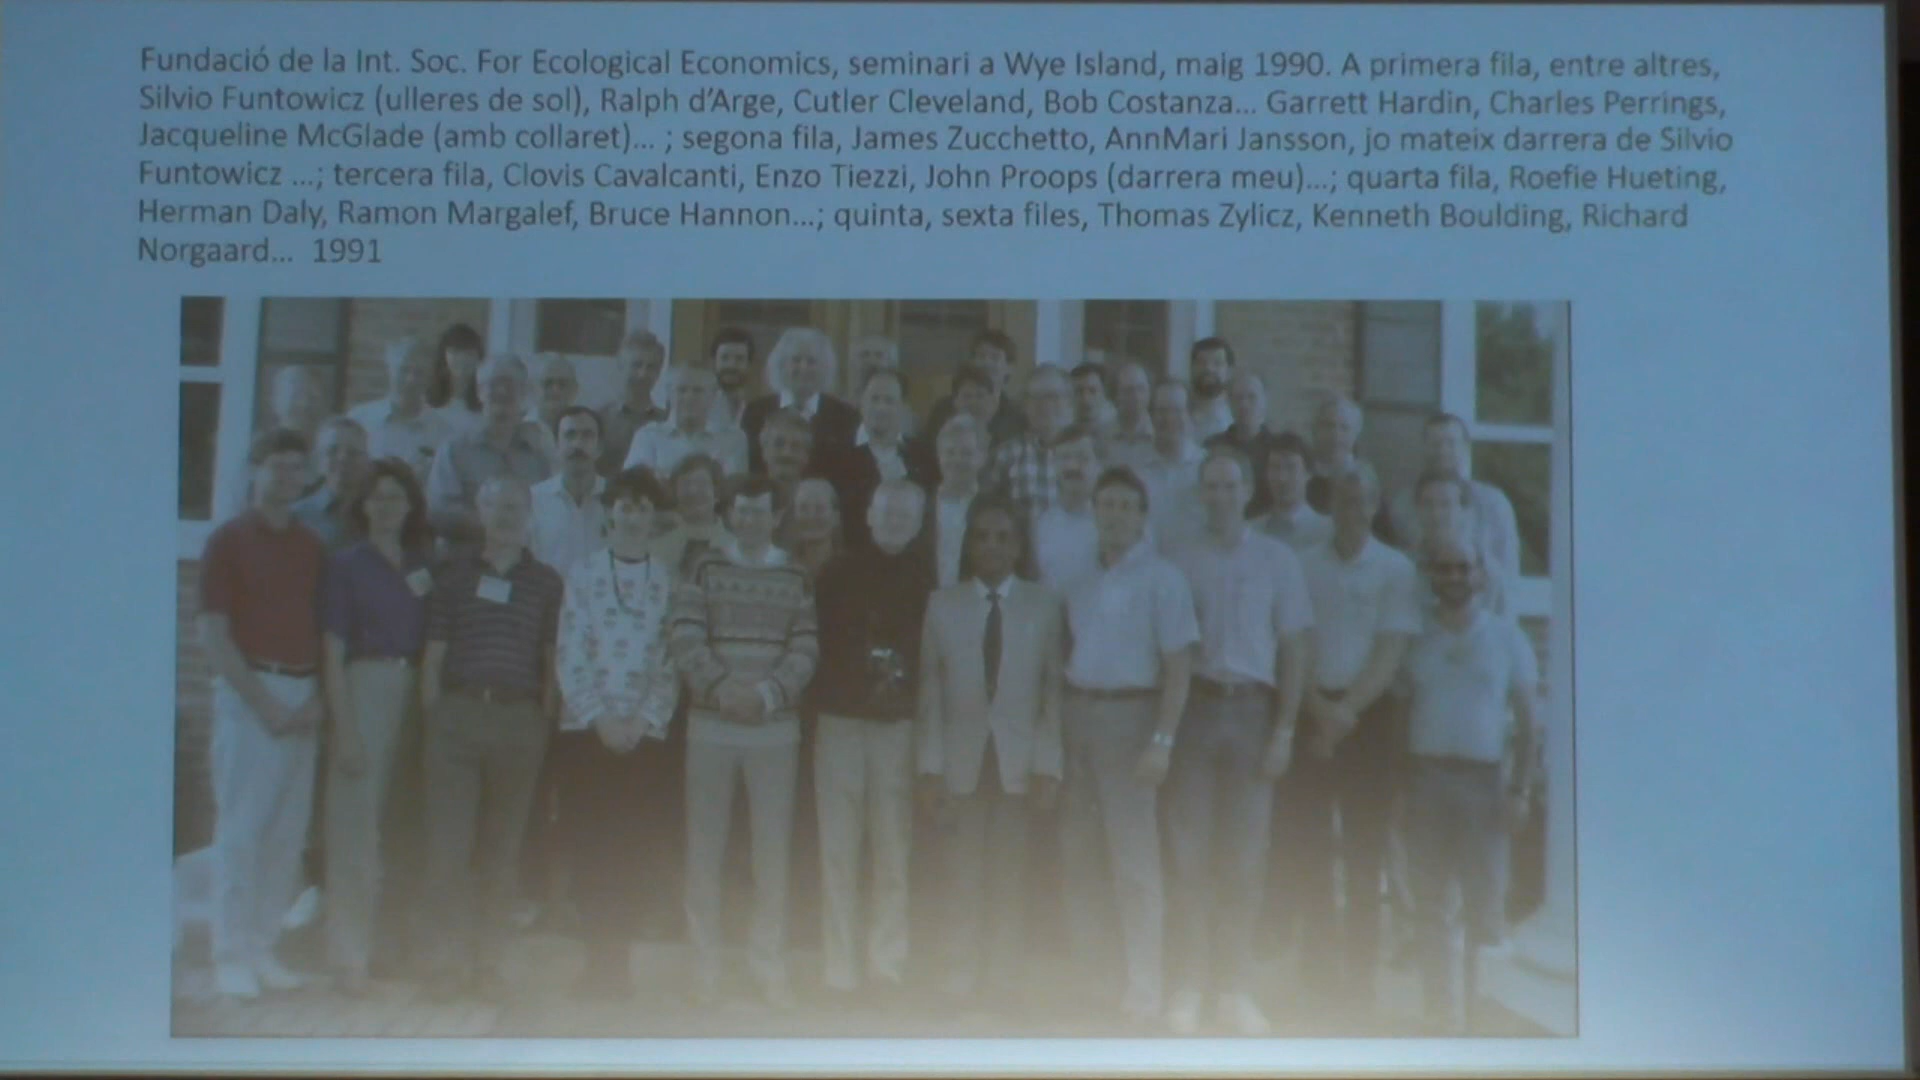 Fundació de la Int. Soc. For Ecological Economics, seminari a Wye Island, maig 1990. A primera fila, entre altres,
Silvio Funtowicz (ulleres de sol), Ralph d'Arge, Cutler Cleveland, Bob Costanza... Garrett Hardin, Charles Perrings,
Jacqueline McGlade (amb collaret)... ; segona fila, James Zucchetto, AnnMari Jansson, jo mateix darrera de Silvio
Funtowicz ...; tercera fila, Clovis Cavalcanti, Enzo Tiezzi, John Proops (darrera meu)...; quarta fila, Roefie Hueting,
Herman Daly, Ramon Margalef, Bruce Hannon...; quinta, sexta files, Thomas Zylicz, Kenneth Boulding, Richard
Norgaard... 1991